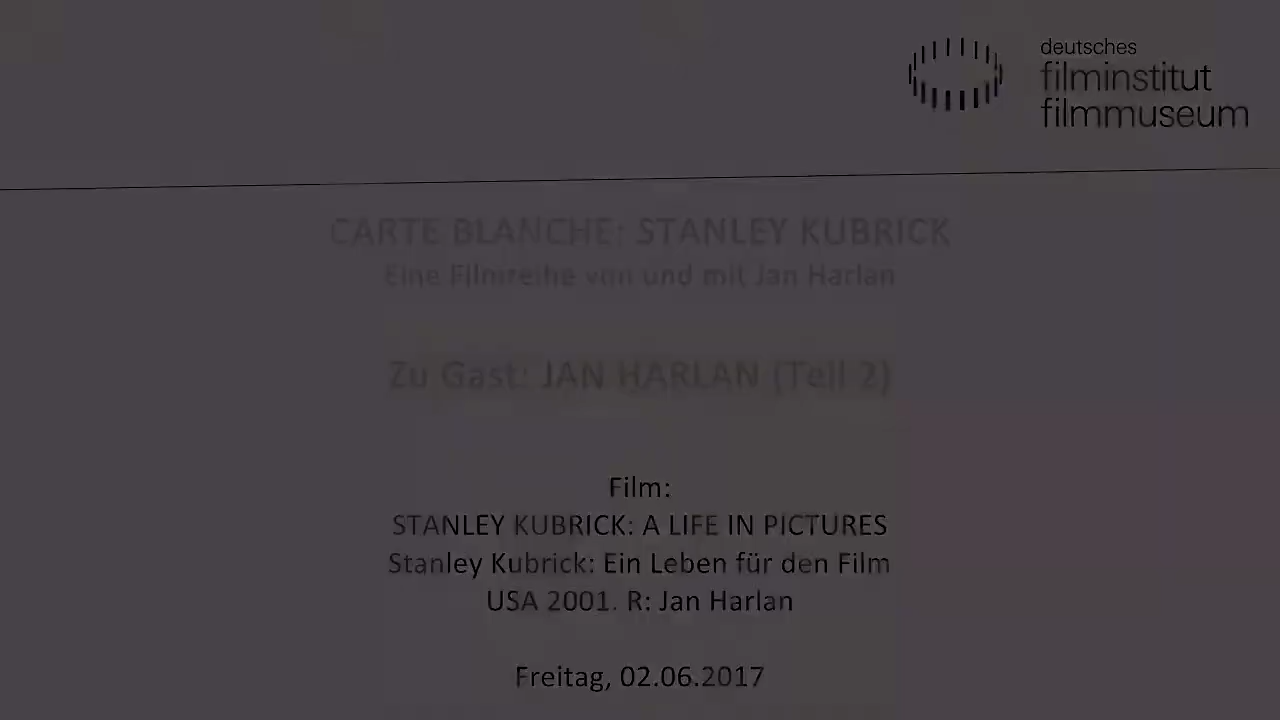 deutsches
filminstitut
filmmuseum
CARTE BLANCHE: STANLEY KUBRICK
Eine Filmreihe von und mit Jan Harlan
Zu Gast: JAN HARLAN (Teil 2)
Film:
STANLEY KUBRICK: A LIFE IN PICTURES
Stanley Kubrick: Ein Leben für den Film
USA 2001. R: Jan Harlan
Freitag, 02.06.2017